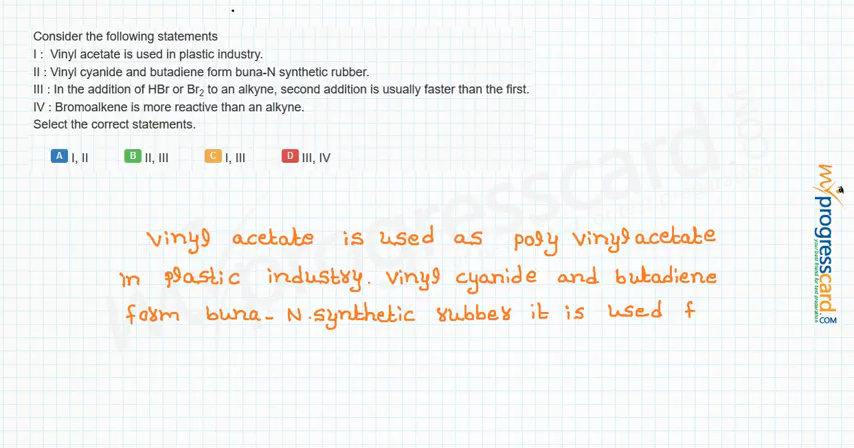 Consider the following statements
I : Vinyl acetate is used in plastic industry.
II : Vinyl cyanide and butadiene form buna-N synthetic rubber.
III : In the addition of HBr or Br₂ to an alkyne, second addition is usually faster than the first.
IV : Bromoalkene is more reactive than an alkyne.
Select the correct statements.
A I, II B II, III C I, III D III, IV
Vinyl acetate is used as poly vinyl acetate
in plastic industry. Vinyl cyanide and butadiene
form buna-N. synthetic rubber it is used f
myprogresscard
.COM